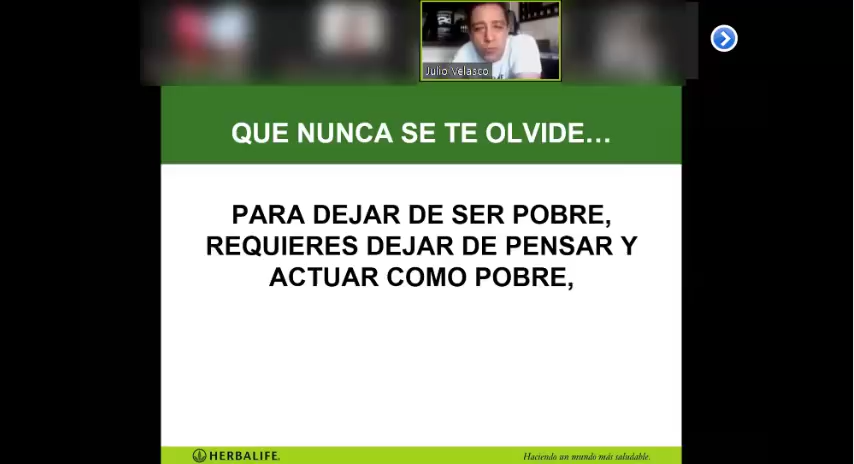 Julio Velasco
QUE NUNCA SE TE OLVIDE...
PARA DEJAR DE SER POBRE,
REQUIERES DEJAR DE PENSAR Y
ACTUAR COMO POBRE,
HERBALIFE.
Haciendo un mundo más saludable.